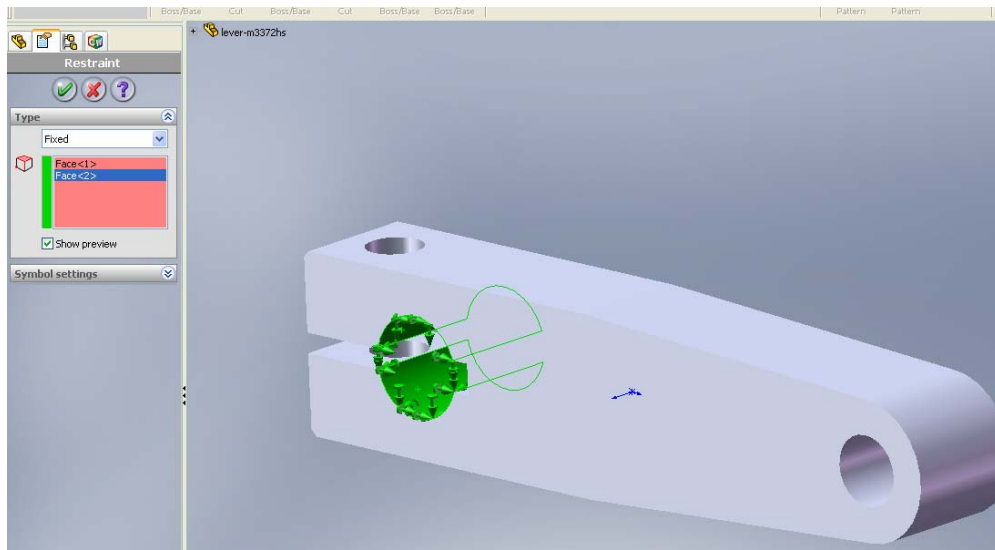 Boss/Base Cut Boss/Base Cut Boss/Base Boss/Base Pattern Pattern
lever-m3372hs
Restraint
Type
Fixed
Face<1>
Face<2>
Show preview
Symbol settings